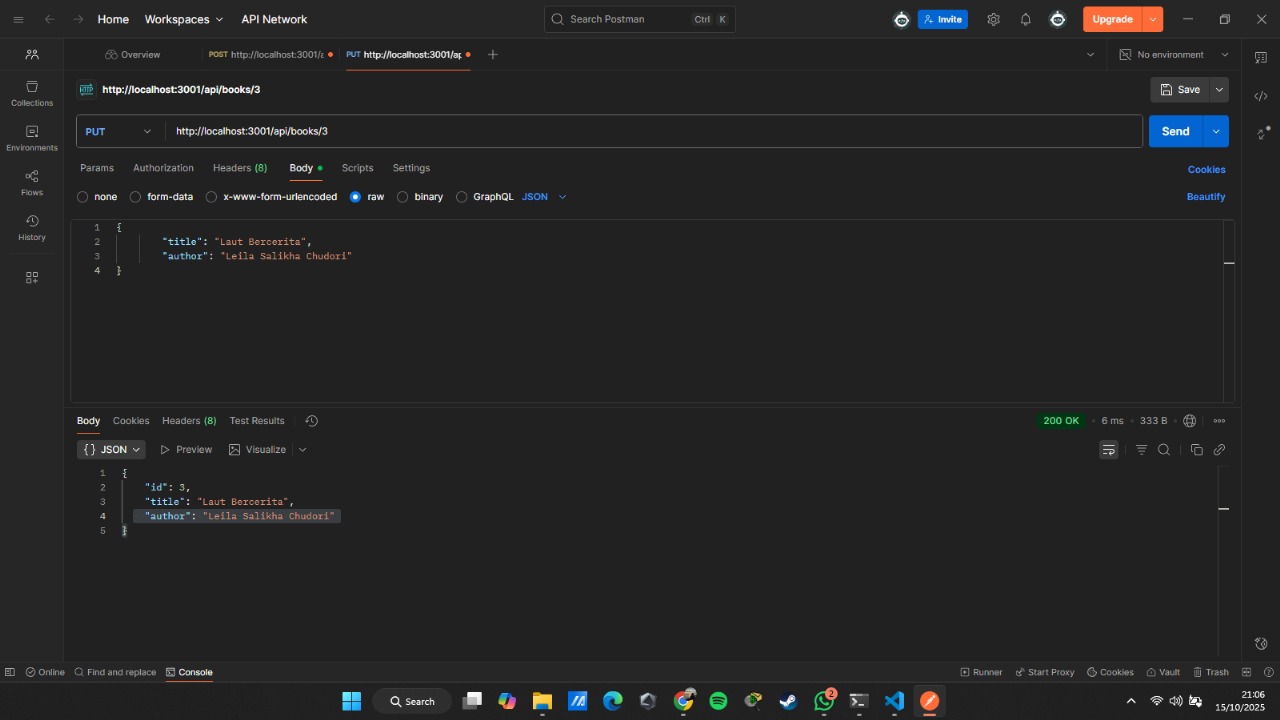 Home Workspaces API Network Search Postman Ctrl K Invite Upgrade
Overview POST http://localhost:3001/a PUT http://localhost:3001/ap No environment
HTTP http://localhost:3001/api/books/3 Save
PUT http://localhost:3001/api/books/3 Send
Params Authorization Headers (8) Body Scripts Settings Cookies
none form-data x-www-form-urlencoded raw binary GraphQL JSON Beautify
Collections
Environments
Flows
History
1 {
2 "title": "Laut Bercerita",
3 "author": "Leila Salikha Chudori"
4 }
Body Cookies Headers (8) Test Results 200 OK • 6 ms • 333 B
{} JSON Preview Visualize
1 {
2 "id": 3,
3 "title": "Laut Bercerita",
4 "author": "Leila Salikha Chudori"
5 }
Online Find and replace Console Runner Start Proxy Cookies Vault Trash
Search 2 21:06
15/10/2025